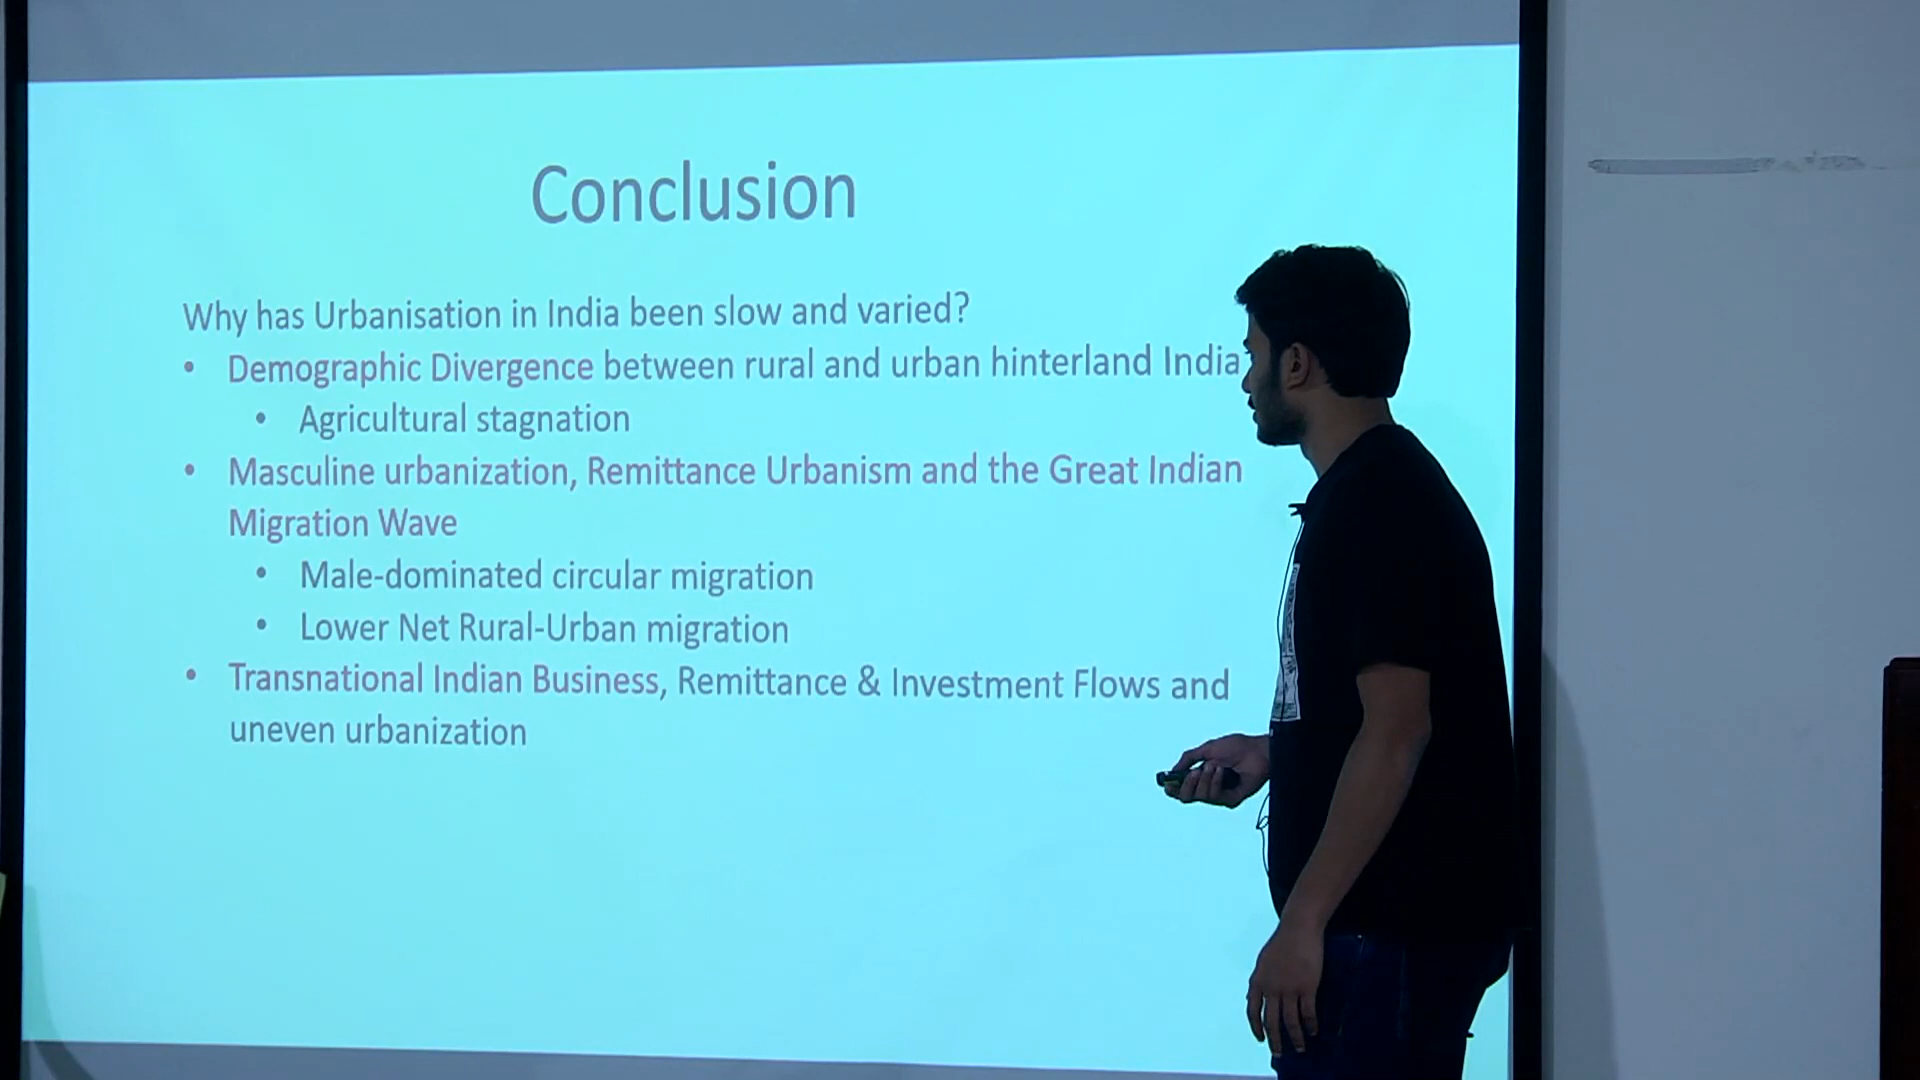 Conclusion
Why has Urbanisation in India been slow and varied?
• Demographic Divergence between rural and urban hinterland India
• Agricultural stagnation
• Masculine urbanization, Remittance Urbanism and the Great Indian
Migration Wave
• Male-dominated circular migration
• Lower Net Rural-Urban migration
• Transnational Indian Business, Remittance & Investment Flows and
uneven urbanization